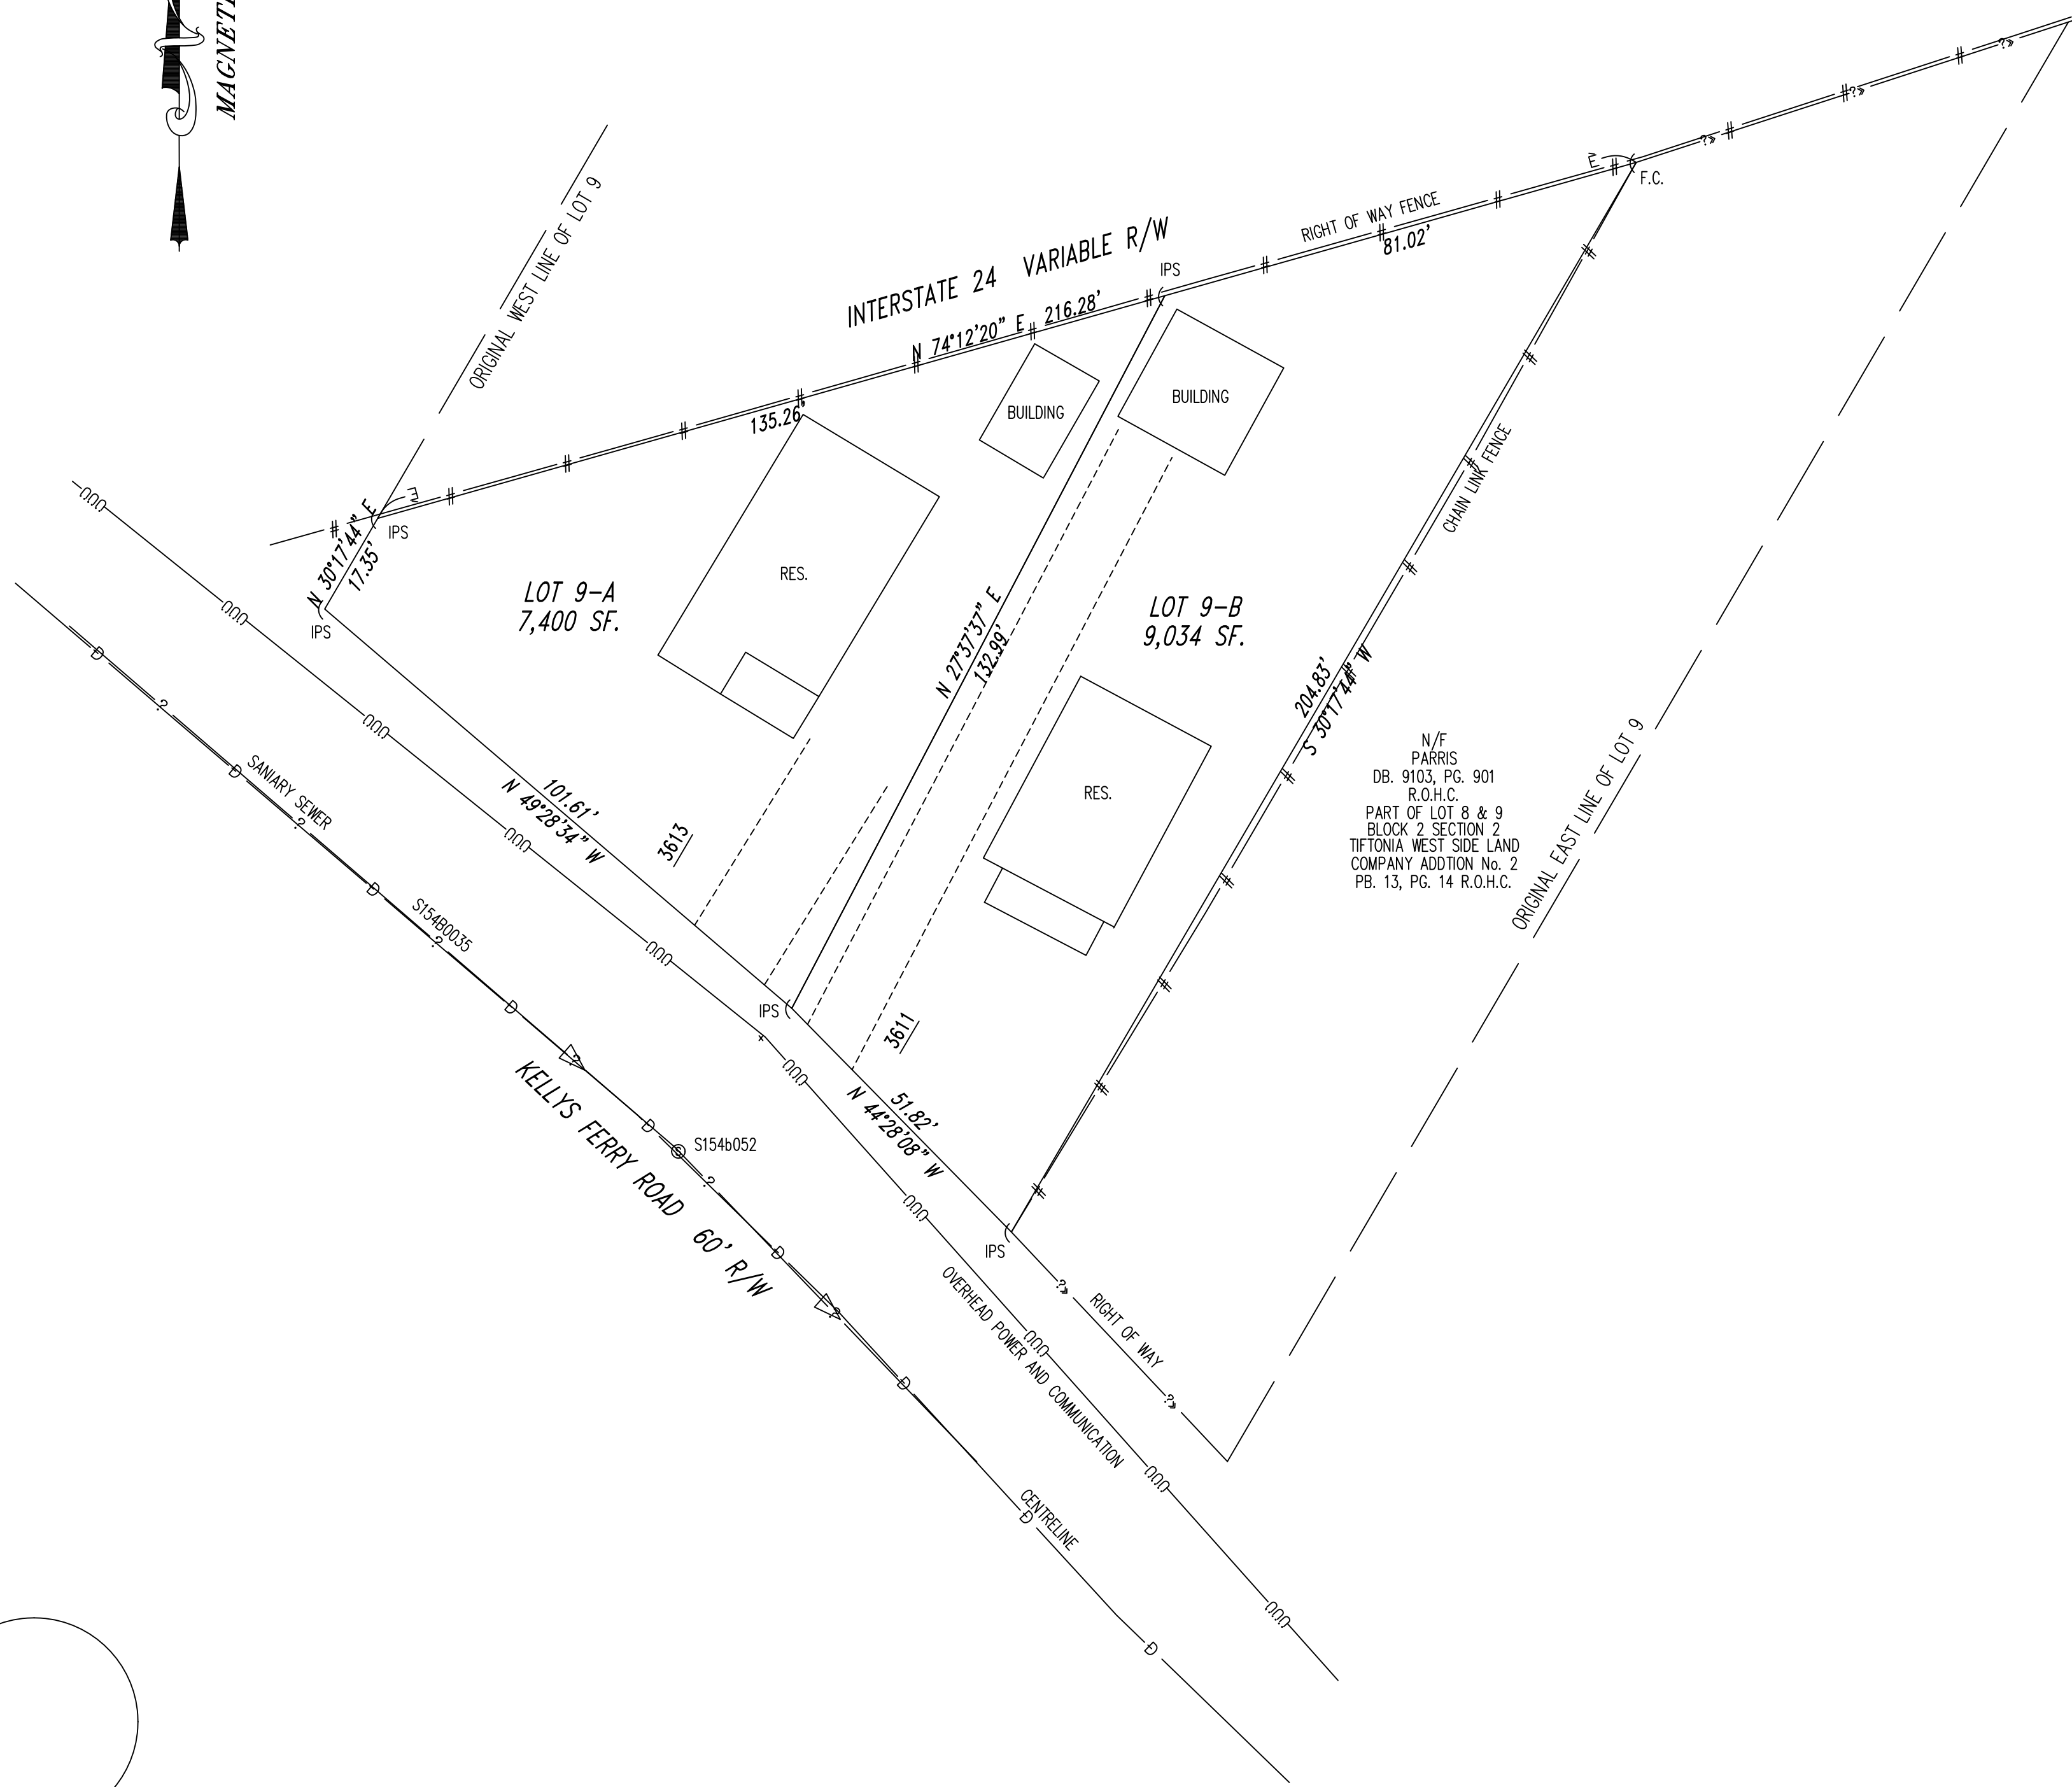 MAGNETI
ORIGINAL WEST LINE OF LOT 9
INTERSTATE 24 VARIABLE R/W
RIGHT OF WAY FENCE
81.02'
F.C.
IPS
N 74°12'20" E 216.28'
135.26'
BUILDING
BUILDING
IPS
N 30°17'44" E
17.35'
IPS
LOT 9-A
7,400 SF.
RES.
N 27°37'37" E
132.99'
LOT 9-B
9,034 SF.
CHAIN LINK FENCE
204.83'
S 30°17'44" W
N/F
PARRIS
DB. 9103, PG. 901
R.O.H.C.
PART OF LOT 8 & 9
BLOCK 2 SECTION 2
TIFTONIA WEST SIDE LAND
COMPANY ADDTION No. 2
PB. 13, PG. 14 R.O.H.C.
ORIGINAL EAST LINE OF LOT 9
RES.
101.61'
N 49°28'34" W
3613
SANIARY SEWER
S154B0035
IPS
3611
KELLYS FERRY ROAD 60' R/W
S154b052
51.82'
N 44°28'08" W
IPS
RIGHT OF WAY
OVERHEAD POWER AND COMMUNICATION
CENTRELINE